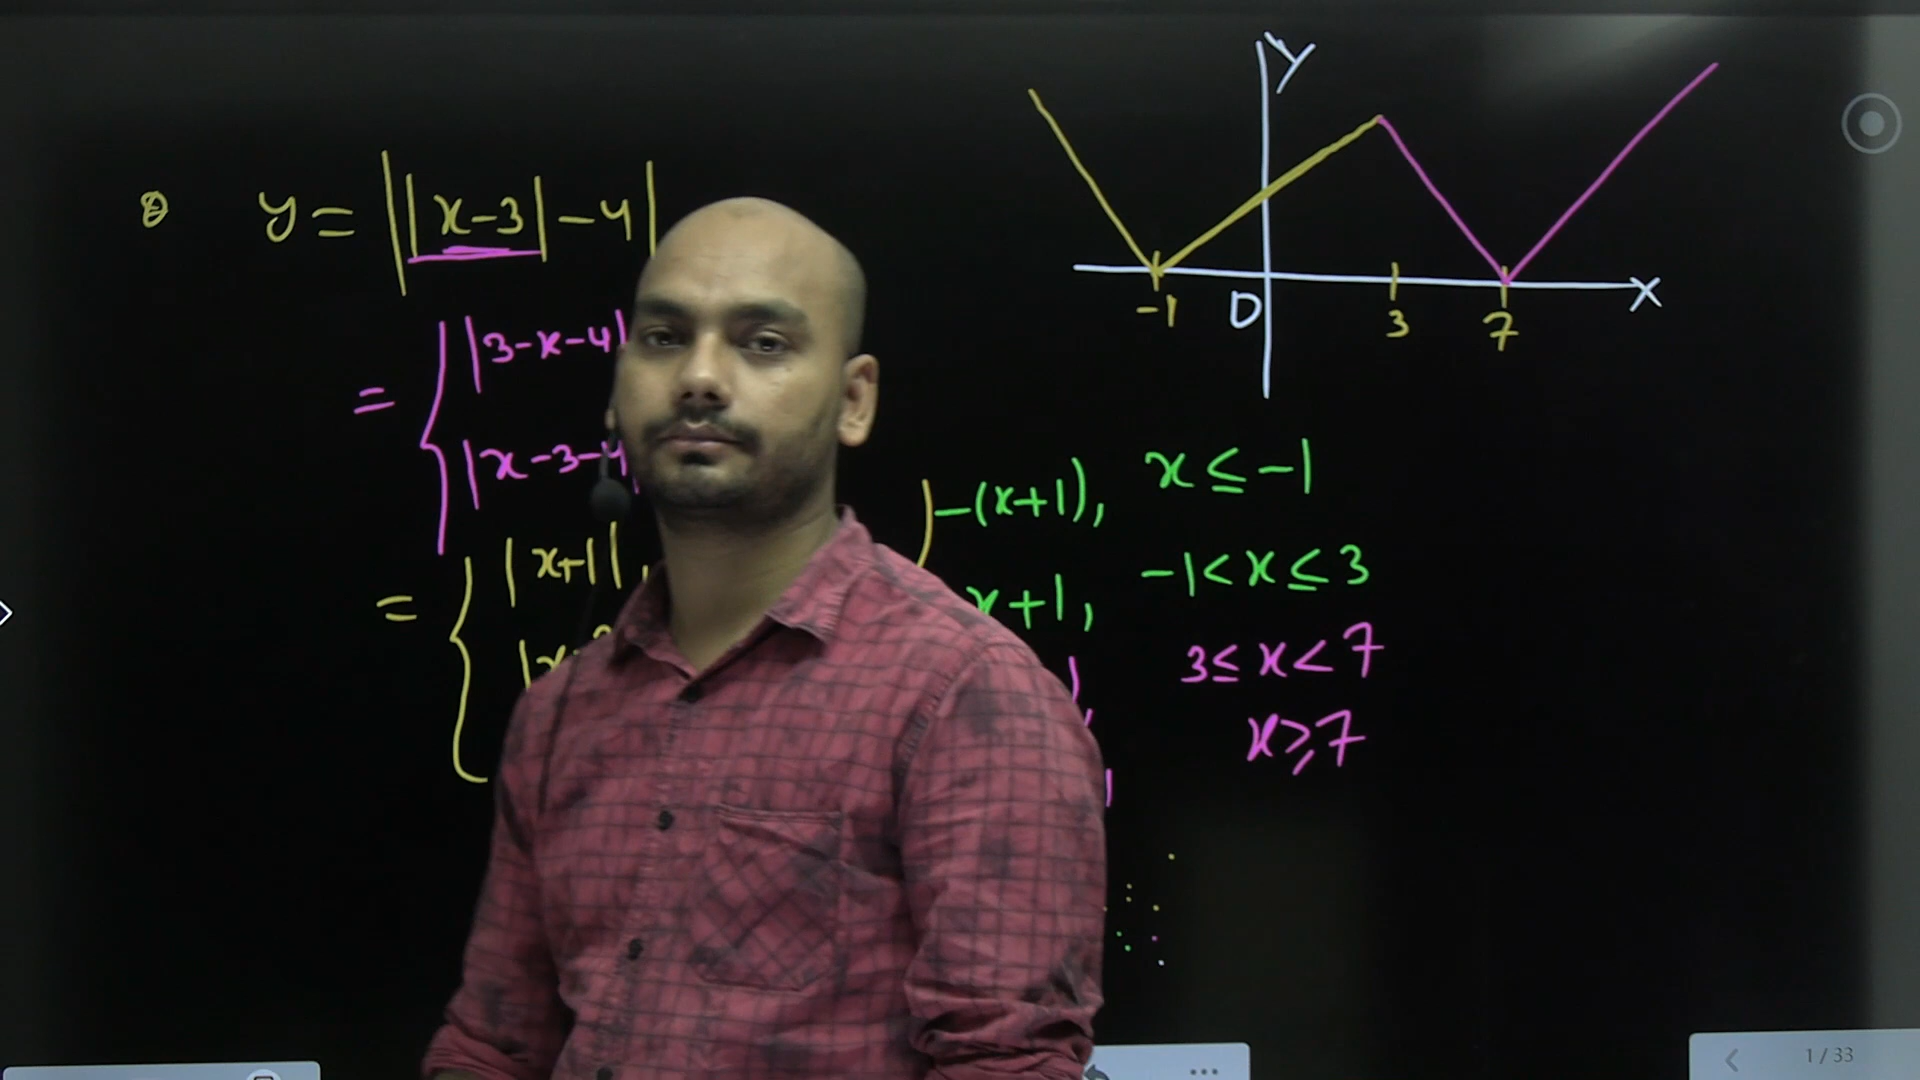 y = ||x-3|-4|
= { |3-x-4|
|x-3-4
= { |x+1|,
|x-
-(x+1), x ≤ -1
x+1, -1 < x ≤ 3
3 ≤ x < 7
x ≥ 7
Y
-1 O 3 7 X
1 / 33